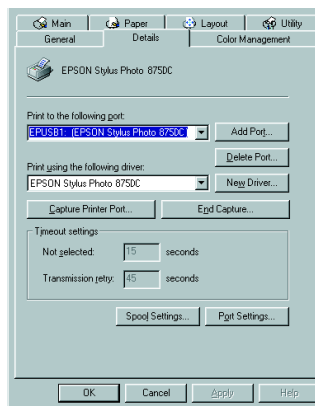 Main Paper Layout Utility
General Details Color Management
EPSON Stylus Photo 875DC
Print to the following port:
EPUSB1: (EPSON Stylus Photo 875DC) Add Port...
Delete Port...
Print using the following driver:
EPSON Stylus Photo 875DC New Driver...
Capture Printer Port... End Capture...
Timeout settings
Not selected: 15 seconds
Transmission retry: 45 seconds
Spool Settings... Port Settings...
OK Cancel Apply Help